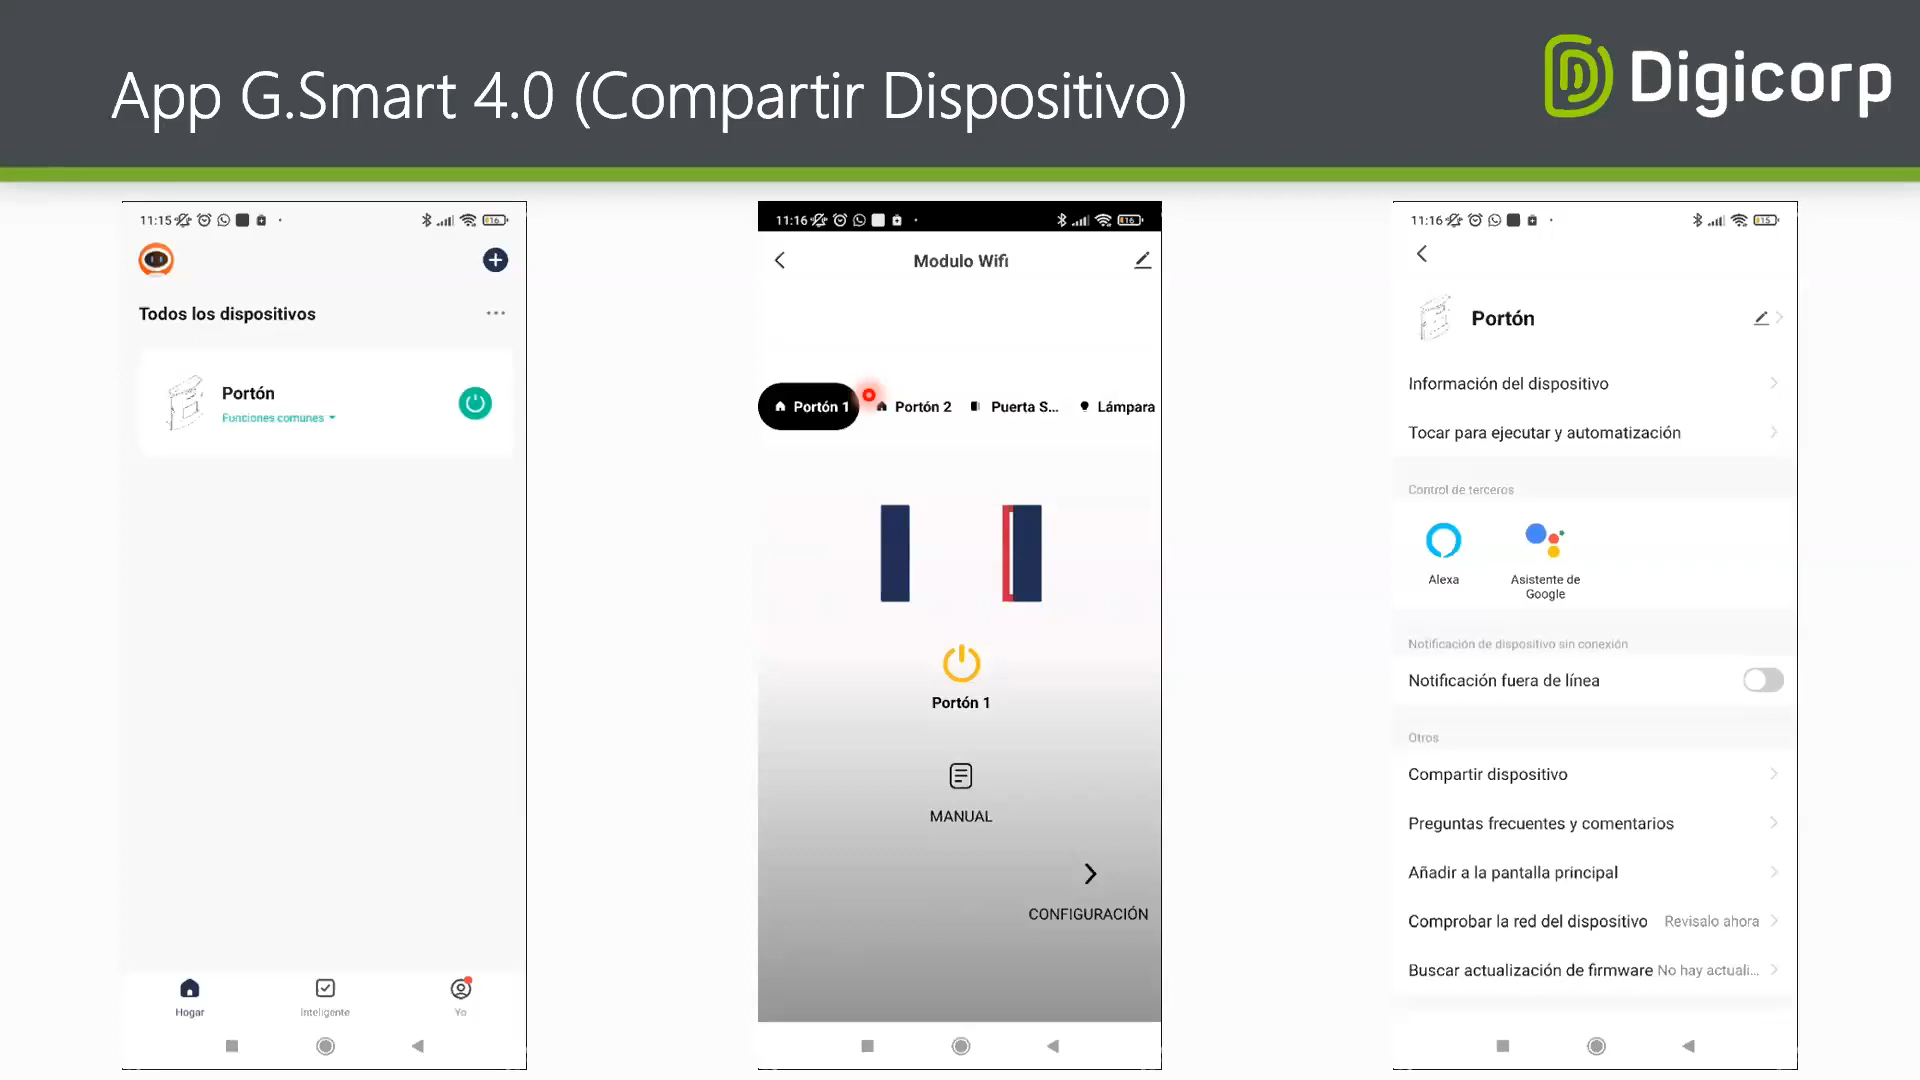 App G.Smart 4.0 (Compartir Dispositivo)
Digicorp
11:15
16
Todos los dispositivos
Portón
Funciones comunes
Hogar
Inteligente
Yo
11:16
16
Modulo Wifi
Portón 1
Portón 2
Puerta S...
Lámpara
Portón 1
MANUAL
CONFIGURACIÓN
11:16
15
Portón
Información del dispositivo
Tocar para ejecutar y automatización
Control de terceros
Alexa
Asistente de
Google
Notificación de dispositivo sin conexión
Notificación fuera de línea
Otros
Compartir dispositivo
Preguntas frecuentes y comentarios
Añadir a la pantalla principal
Comprobar la red del dispositivo Revisalo ahora
Buscar actualización de firmware No hay actuali...